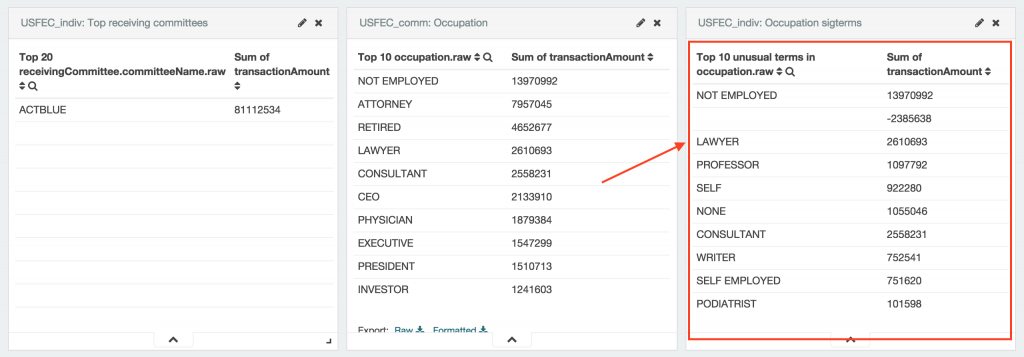 USFEC_indiv: Top receiving committees
Top 20
receivingCommittee.committeeName.raw
Sum of
transactionAmount
ACTBLUE 81112534
USFEC_comm: Occupation
Top 10 occupation.raw Sum of transactionAmount
NOT EMPLOYED 13970992
ATTORNEY 7957045
RETIRED 4652677
LAWYER 2610693
CONSULTANT 2558231
CEO 2133910
PHYSICIAN 1879384
EXECUTIVE 1547299
PRESIDENT 1510713
INVESTOR 1241603
Export: Raw Formatted
USFEC_indiv: Occupation sigterms
Top 10 unusual terms in
occupation.raw
Sum of
transactionAmount
NOT EMPLOYED 13970992
-2385638
LAWYER 2610693
PROFESSOR 1097792
SELF 922280
NONE 1055046
CONSULTANT 2558231
WRITER 752541
SELF EMPLOYED 751620
PODIATRIST 101598